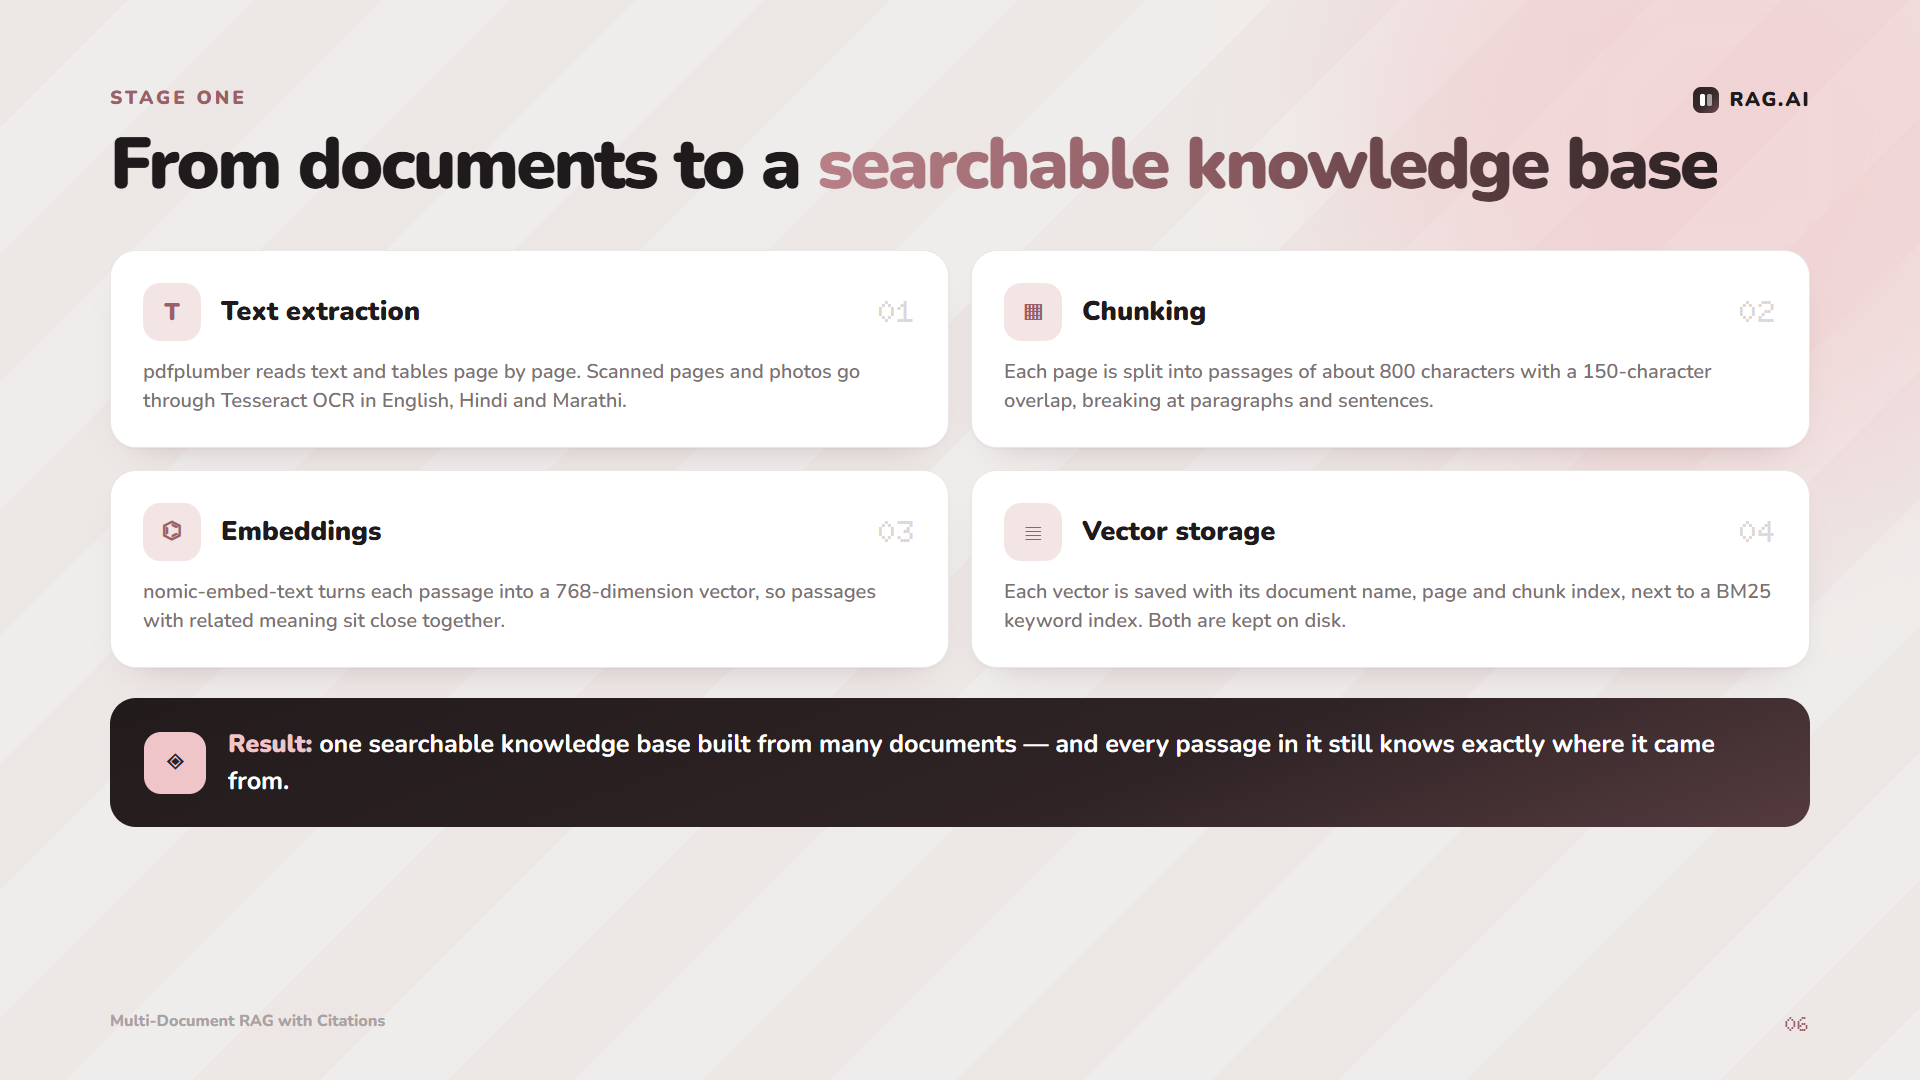 STAGE ONE
RAG.AI
From documents to a searchable knowledge base
T Text extraction 01
pdfplumber reads text and tables page by page. Scanned pages and photos go
through Tesseract OCR in English, Hindi and Marathi.
Chunking 02
Each page is split into passages of about 800 characters with a 150-character
overlap, breaking at paragraphs and sentences.
Embeddings 03
nomic-embed-text turns each passage into a 768-dimension vector, so passages
with related meaning sit close together.
Vector storage 04
Each vector is saved with its document name, page and chunk index, next to a BM25
keyword index. Both are kept on disk.
Result: one searchable knowledge base built from many documents — and every passage in it still knows exactly where it came
from.
Multi-Document RAG with Citations
06